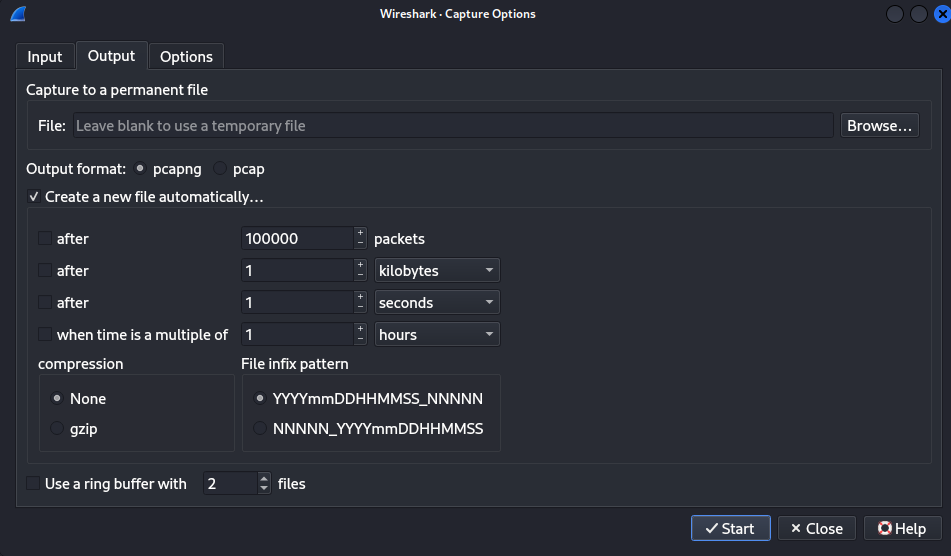 Wireshark · Capture Options
Input Output Options
Capture to a permanent file
File: Leave blank to use a temporary file Browse...
Output format: pcapng pcap
Create a new file automatically...
after 100000 packets
after 1 kilobytes
after 1 seconds
when time is a multiple of 1 hours
compression File infix pattern
None YYYYmmDDHHMMSS_NNNNN
gzip NNNNN_YYYYmmDDHHMMSS
Use a ring buffer with 2 files
Start Close Help